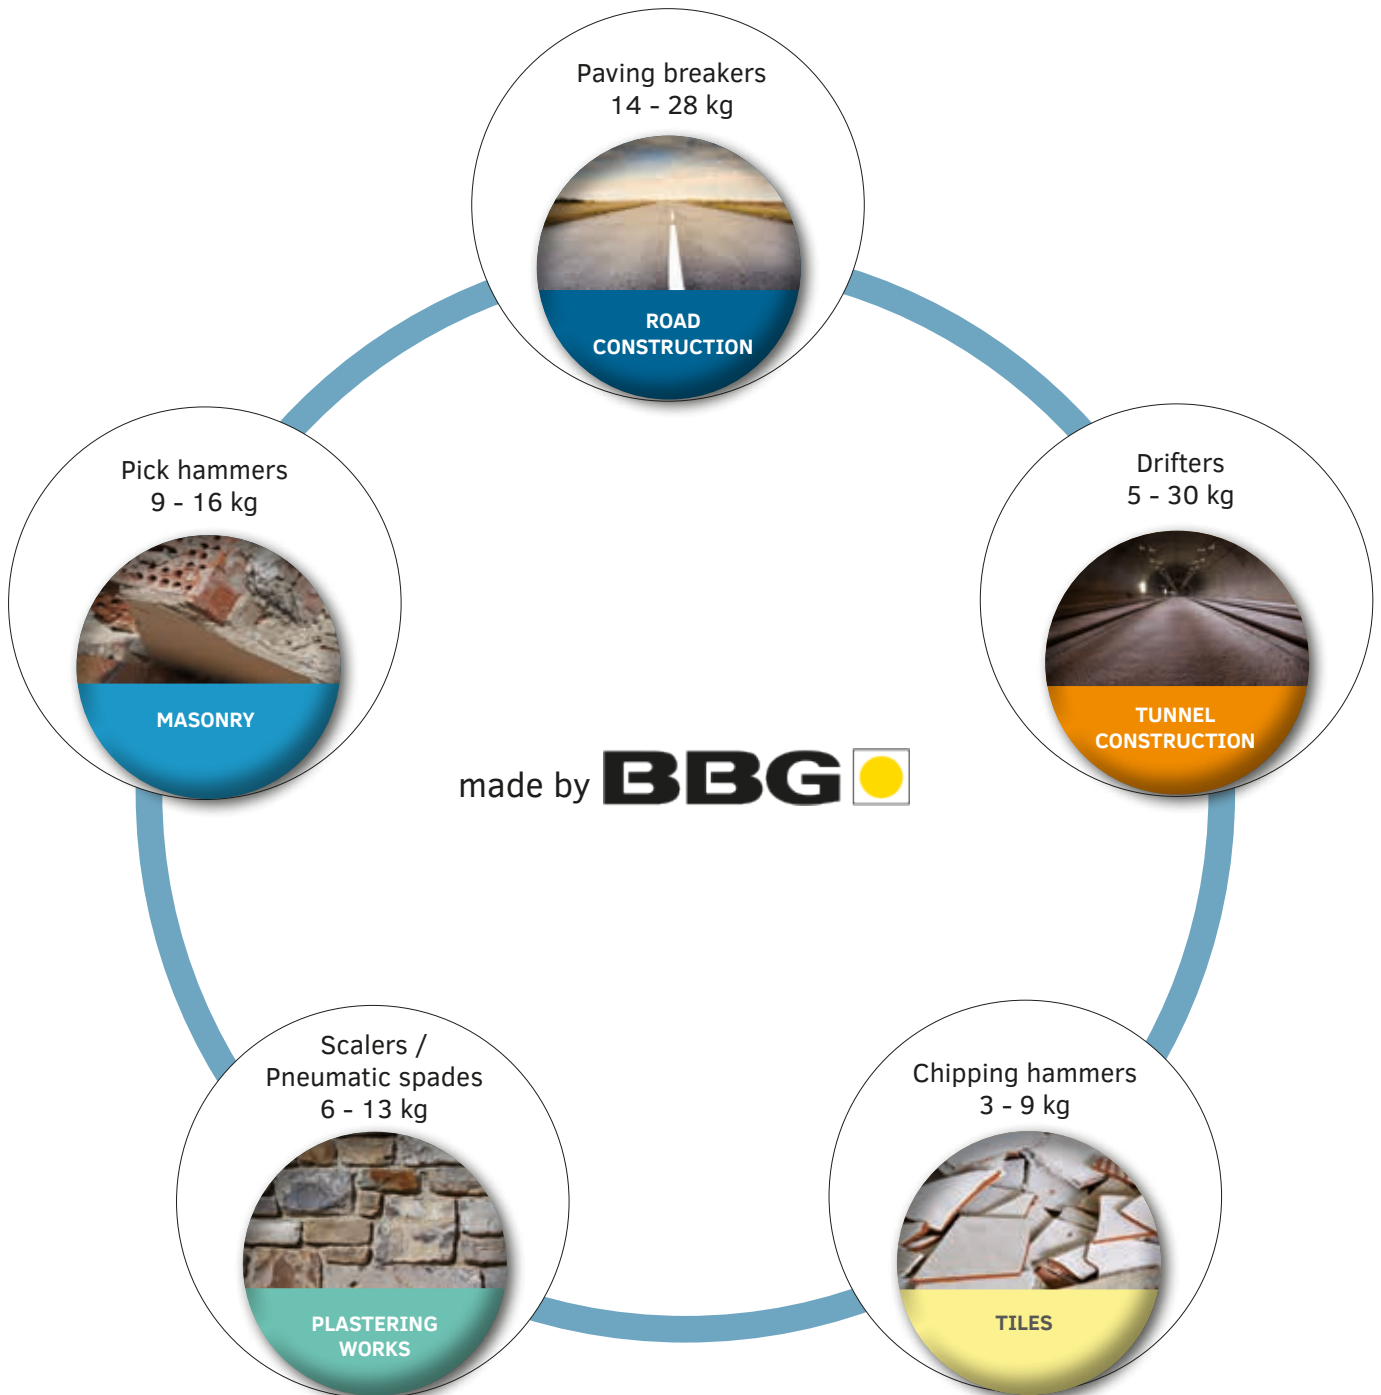 Paving breakers
14 - 28 kg
ROAD
CONSTRUCTION
Pick hammers
9 - 16 kg
MASONRY
Drifters
5 - 30 kg
TUNNEL
CONSTRUCTION
made by BBG
Scalers /
Pneumatic spades
6 - 13 kg
PLASTERING
WORKS
Chipping hammers
3 - 9 kg
TILES